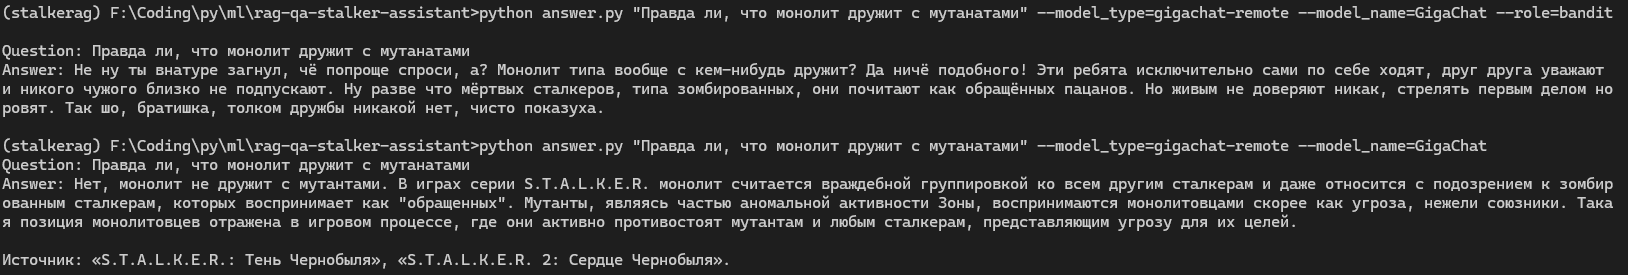 (stalkerag) F:\Coding\py\ml\rag-qa-stalker-assistant>python answer.py "Правда ли, что монолит дружит с мутанатами" --model_type=gigachat-remote --model_name=GigaChat --role=bandit
Question: Правда ли, что монолит дружит с мутанатами
Answer: Не ну ты внатуре загнул, чё попроще спроси, а? Монолит типа вообще с кем-нибудь дружит? Да ничё подобного! Эти ребята исключительно сами по себе ходят, друг друга уважают
и никого чужого близко не подпускают. Ну разве что мёртвых сталкеров, типа зомбированных, они почитают как обращённых пацанов. Но живым не доверяют никак, стрелять первым делом но
ровят. Так шо, братишка, толком дружбы никакой нет, чисто показуха.
(stalkerag) F:\Coding\py\ml\rag-qa-stalker-assistant>python answer.py "Правда ли, что монолит дружит с мутанатами" --model_type=gigachat-remote --model_name=GigaChat
Question: Правда ли, что монолит дружит с мутанатами
Answer: Нет, монолит не дружит с мутантами. В играх серии S.T.A.L.K.E.R. монолит считается враждебной группировкой ко всем другим сталкерам и даже относится с подозрением к зомбир
ованным сталкерам, которых воспринимает как "обращенных". Мутанты, являясь частью аномальной активности Зоны, воспринимаются монолитовцами скорее как угроза, нежели союзники. Така
я позиция монолитовцев отражена в игровом процессе, где они активно противостоят мутантам и любым сталкерам, представляющим угрозу для их целей.
Источник: «S.T.A.L.K.E.R.: Тень Чернобыля», «S.T.A.L.K.E.R. 2: Сердце Чернобыля».